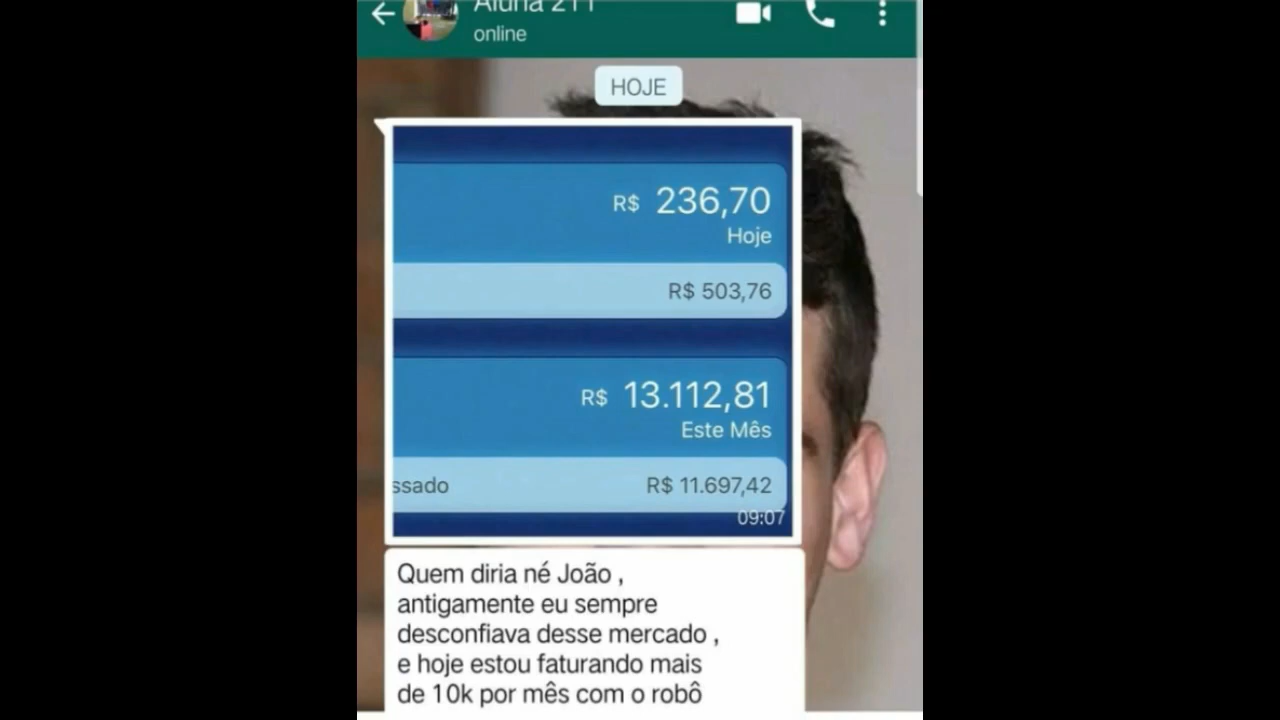 Aluna 211
online
HOJE
R$ 236,70
Hoje
R$ 503,76
R$ 13.112,81
Este Mês
ssado R$ 11.697,42
09:07
Quem diria né João ,
antigamente eu sempre
desconfiava desse mercado ,
e hoje estou faturando mais
de 10k por mês com o robô